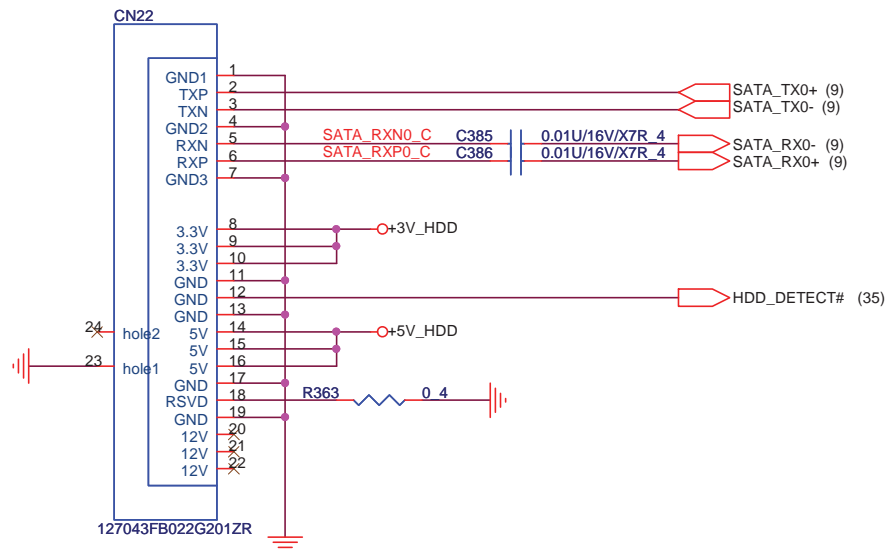 CN22
GND1 1
TXP 2 SATA_TX0+ (9)
TXN 3 SATA_TX0- (9)
GND2 4
RXN 5 SATA_RXN0_C C385 0.01U/16V/X7R_4 SATA_RX0- (9)
RXP 6 SATA_RXP0_C C386 0.01U/16V/X7R_4 SATA_RX0+ (9)
GND3 7
3.3V 8 +3V_HDD
3.3V 9
3.3V 10
GND 11
GND 12 HDD_DETECT# (35)
GND 13
24 hole2 5V 14 +5V_HDD
5V 15
23 hole1 5V 16
GND 17
RSVD 18 R363 0_4
GND 19
12V 20
12V 21
12V 22
127043FB022G201ZR